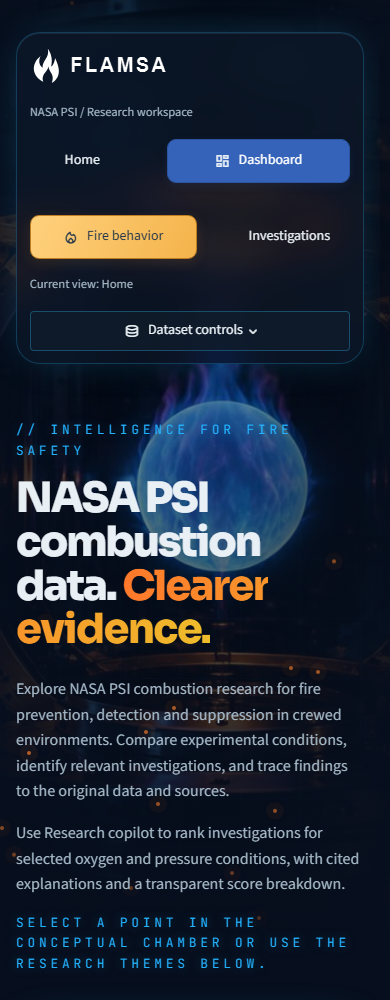 FLAMSA
NASA PSI / Research workspace
Home
Dashboard
Fire behavior
Investigations
Current view: Home
Dataset controls
// INTELLIGENCE FOR FIRE
SAFETY
NASA PSI
combustion
data. Clearer
evidence.
Explore NASA PSI combustion research for fire
prevention, detection and suppression in crewed
environments. Compare experimental conditions,
identify relevant investigations, and trace findings
to the original data and sources.
Use Research copilot to rank investigations for
selected oxygen and pressure conditions, with cited
explanations and a transparent score breakdown.
SELECT A POINT IN THE
CONCEPTUAL CHAMBER OR USE THE
RESEARCH THEMES BELOW.